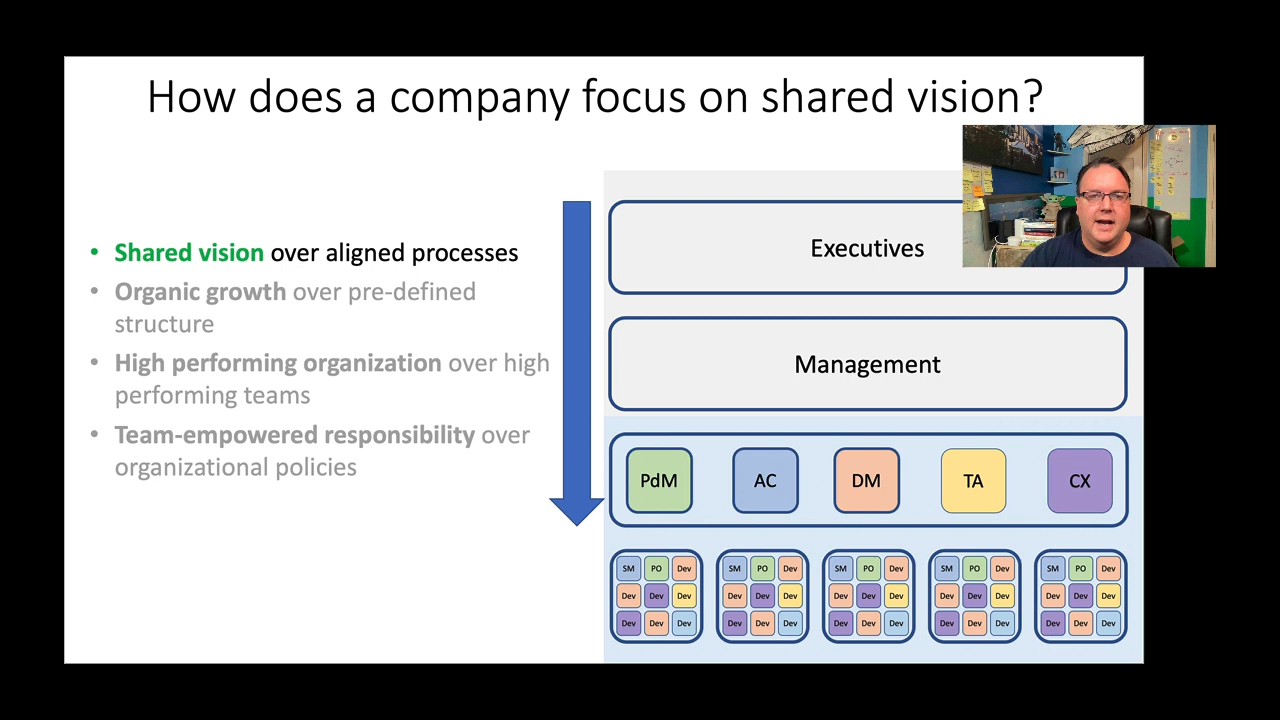 How does a company focus on shared vision?
• Shared vision over aligned processes
• Organic growth over pre-defined
structure
• High performing organization over high
performing teams
• Team-empowered responsibility over
organizational policies
Executives
Management
PdM AC DM TA CX
SM PO Dev SM PO Dev SM PO Dev SM PO Dev SM PO Dev
Dev Dev Dev Dev Dev Dev Dev Dev Dev Dev Dev Dev Dev Dev Dev
Dev Dev Dev Dev Dev Dev Dev Dev Dev Dev Dev Dev Dev Dev Dev